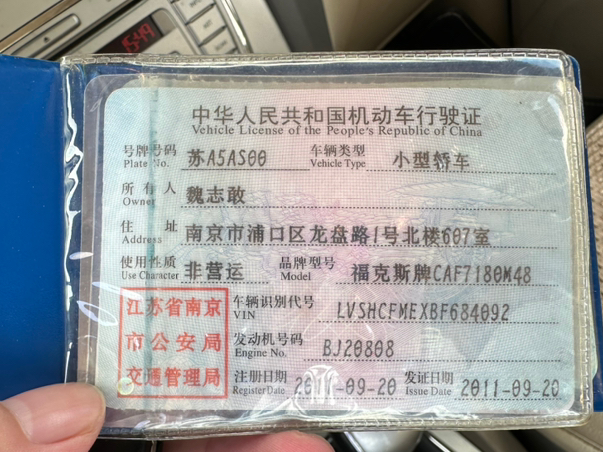 15:49
中华人民共和国机动车行驶证
Vehicle License of the People's Republic of China
号牌号码 苏A5AS00 车辆类型 小型轿车
Plate No. Vehicle Type
所有人 魏志敢
Owner
住址 南京市浦口区龙盘路1号北楼607室
Address
使用性质 非营运 品牌型号 福克斯牌CAF7180M48
Use Character Model
江苏省南京
市公安局
交通管理局
车辆识别代号 LVSHCFMEXBF684092
VIN
发动机号码 BJ20808
Engine No.
注册日期 2011-09-20 发证日期 2011-09-20
Register Date Issue Date